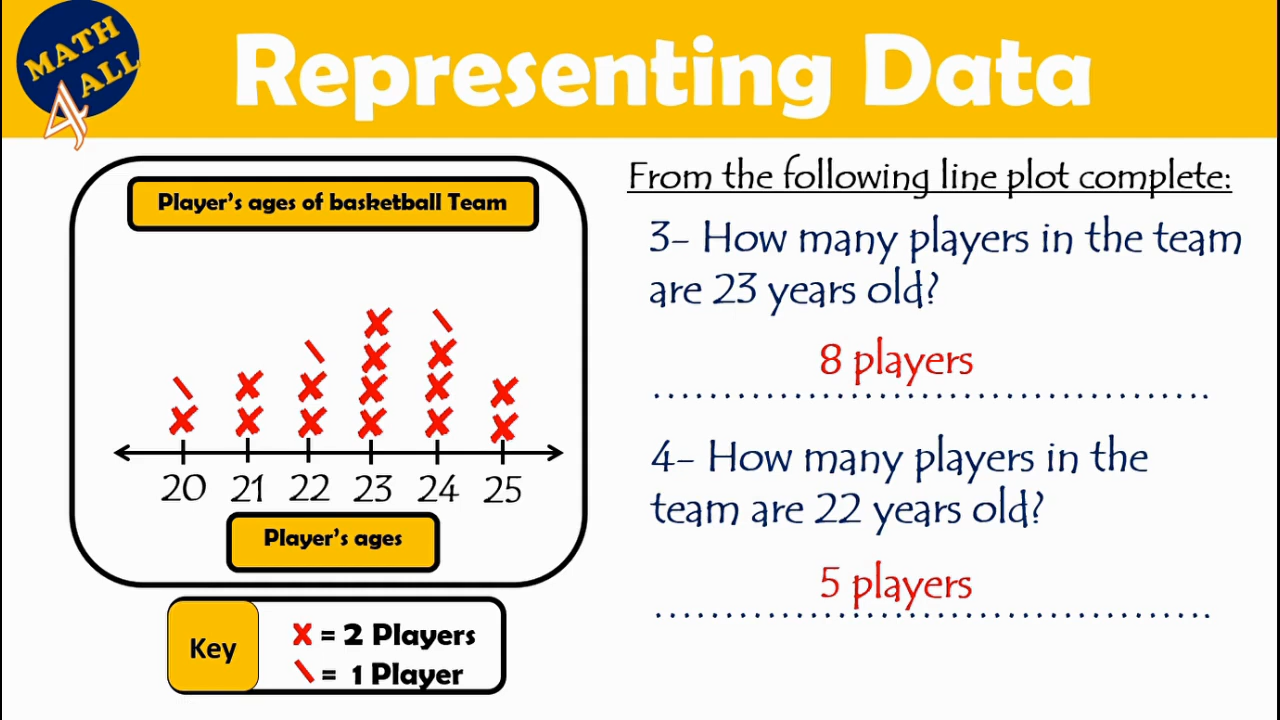 MATH
4 ALL
Representing Data
Player's ages of basketball Team
20 21 22 23 24 25
Player's ages
Key
X = 2 Players
\ = 1 Player
From the following line plot complete:
3- How many players in the team
are 23 years old?
8 players
4- How many players in the
team are 22 years old?
5 players